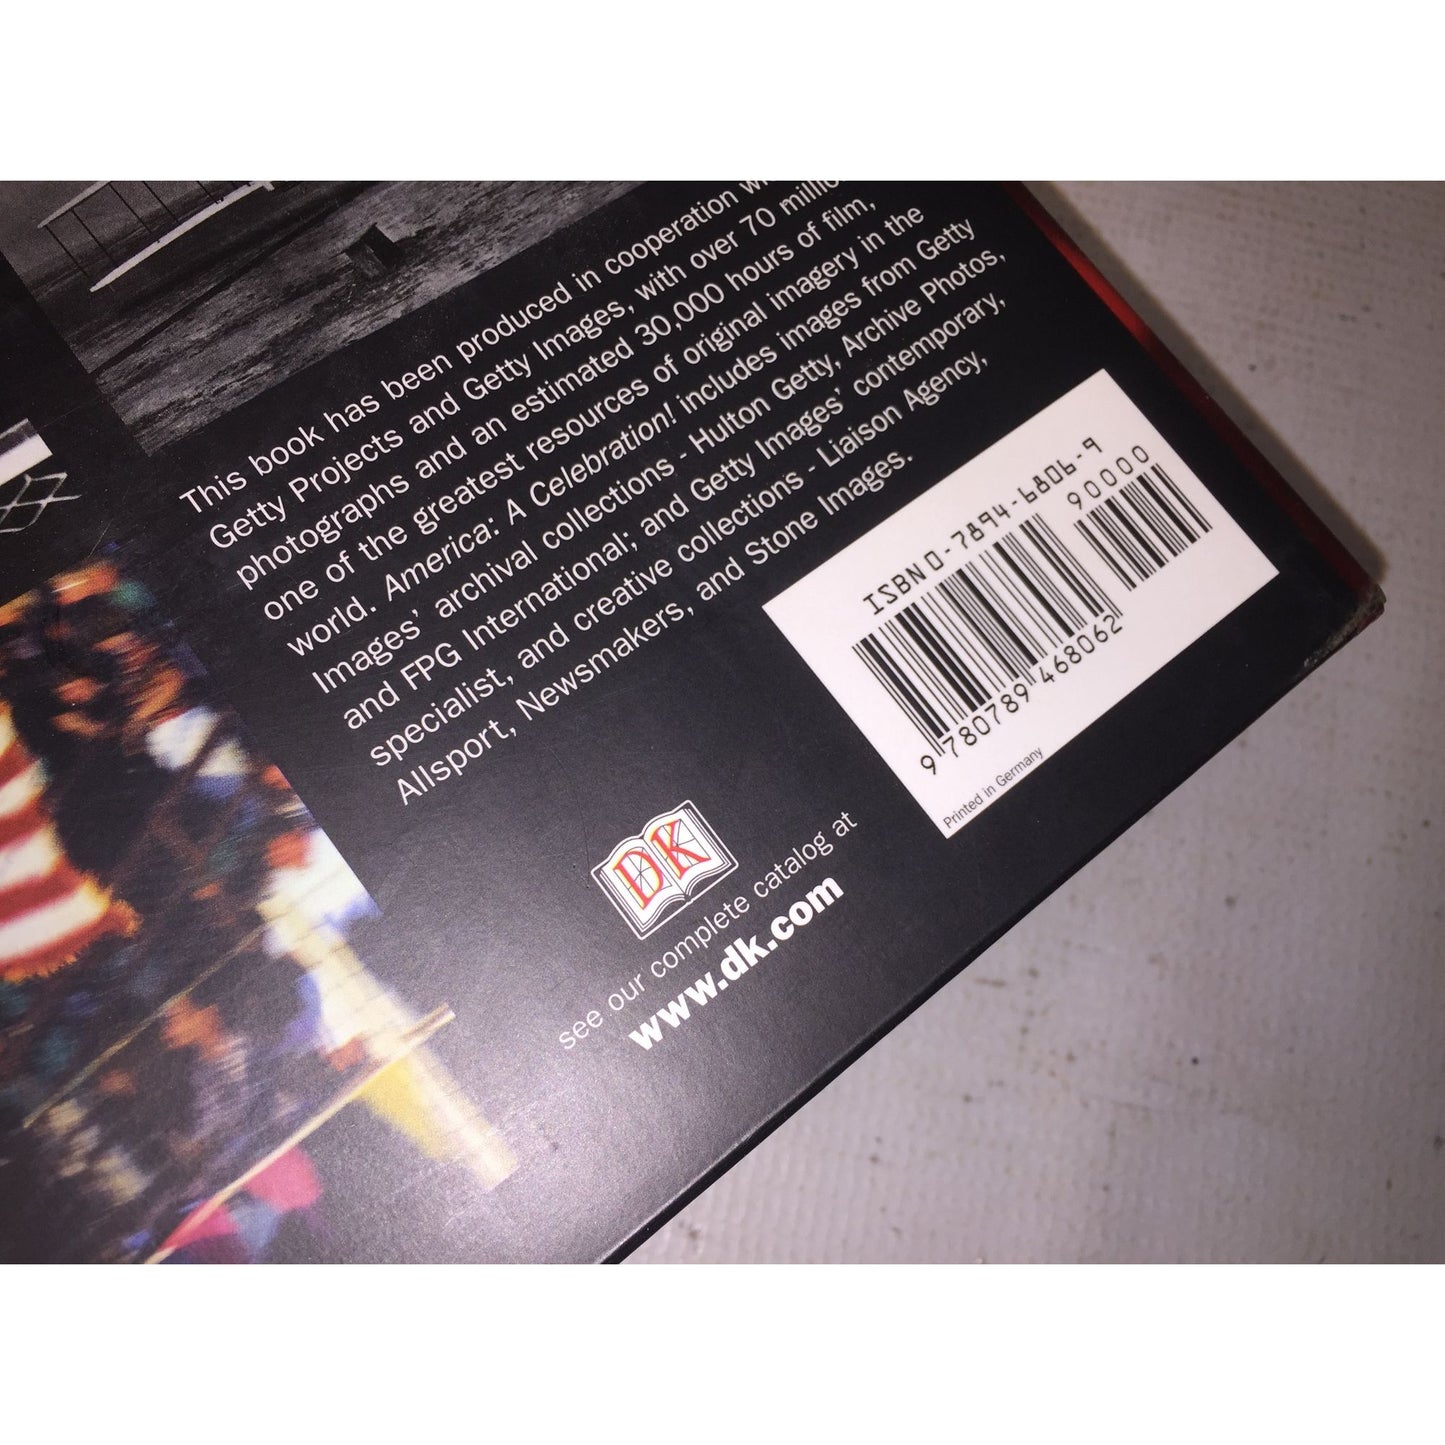 This book has been produced in cooperation
Getty Projects and Getty Images, with over 70
photographs and an estimated 30,000 hours of film,
one of the greatest resources of original imagery in the
world. America: A Celebration! includes images from Getty
Images' archival collections - Hulton Getty, Archive Photos,
and FPG International; and Getty Images' contemporary,
specialist, and creative collections - Liaison Agency,
Allsport, Newsmakers, and Stone Images.
ISBN 0-7894-6806-9
90000
9 780789 468062
Printed in Germany
DK
see our complete catalog at
www.dk.com